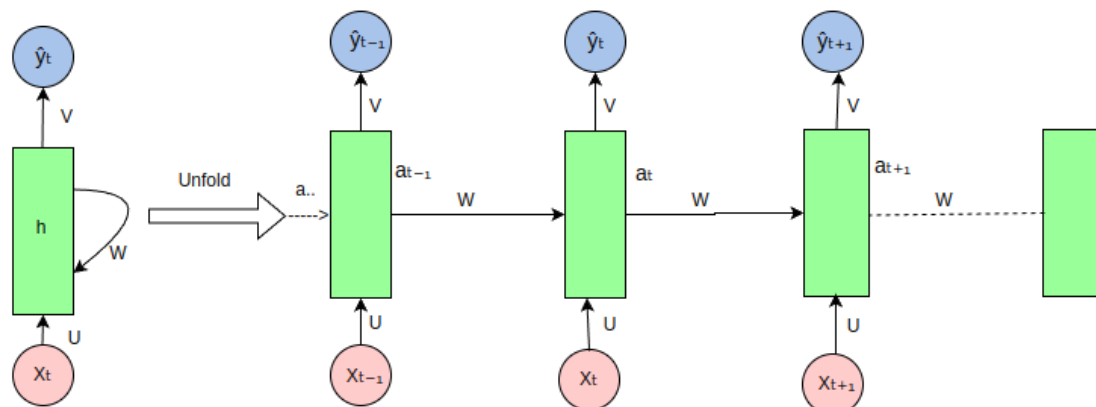 ŷₜ
ŷₜ₋₁
ŷₜ
ŷₜ₊₁
V
V
V
V
h
W
Unfold
a..
aₜ₋₁
W
aₜ
W
aₜ₊₁
W
U
U
U
U
Xₜ
Xₜ₋₁
Xₜ
Xₜ₊₁